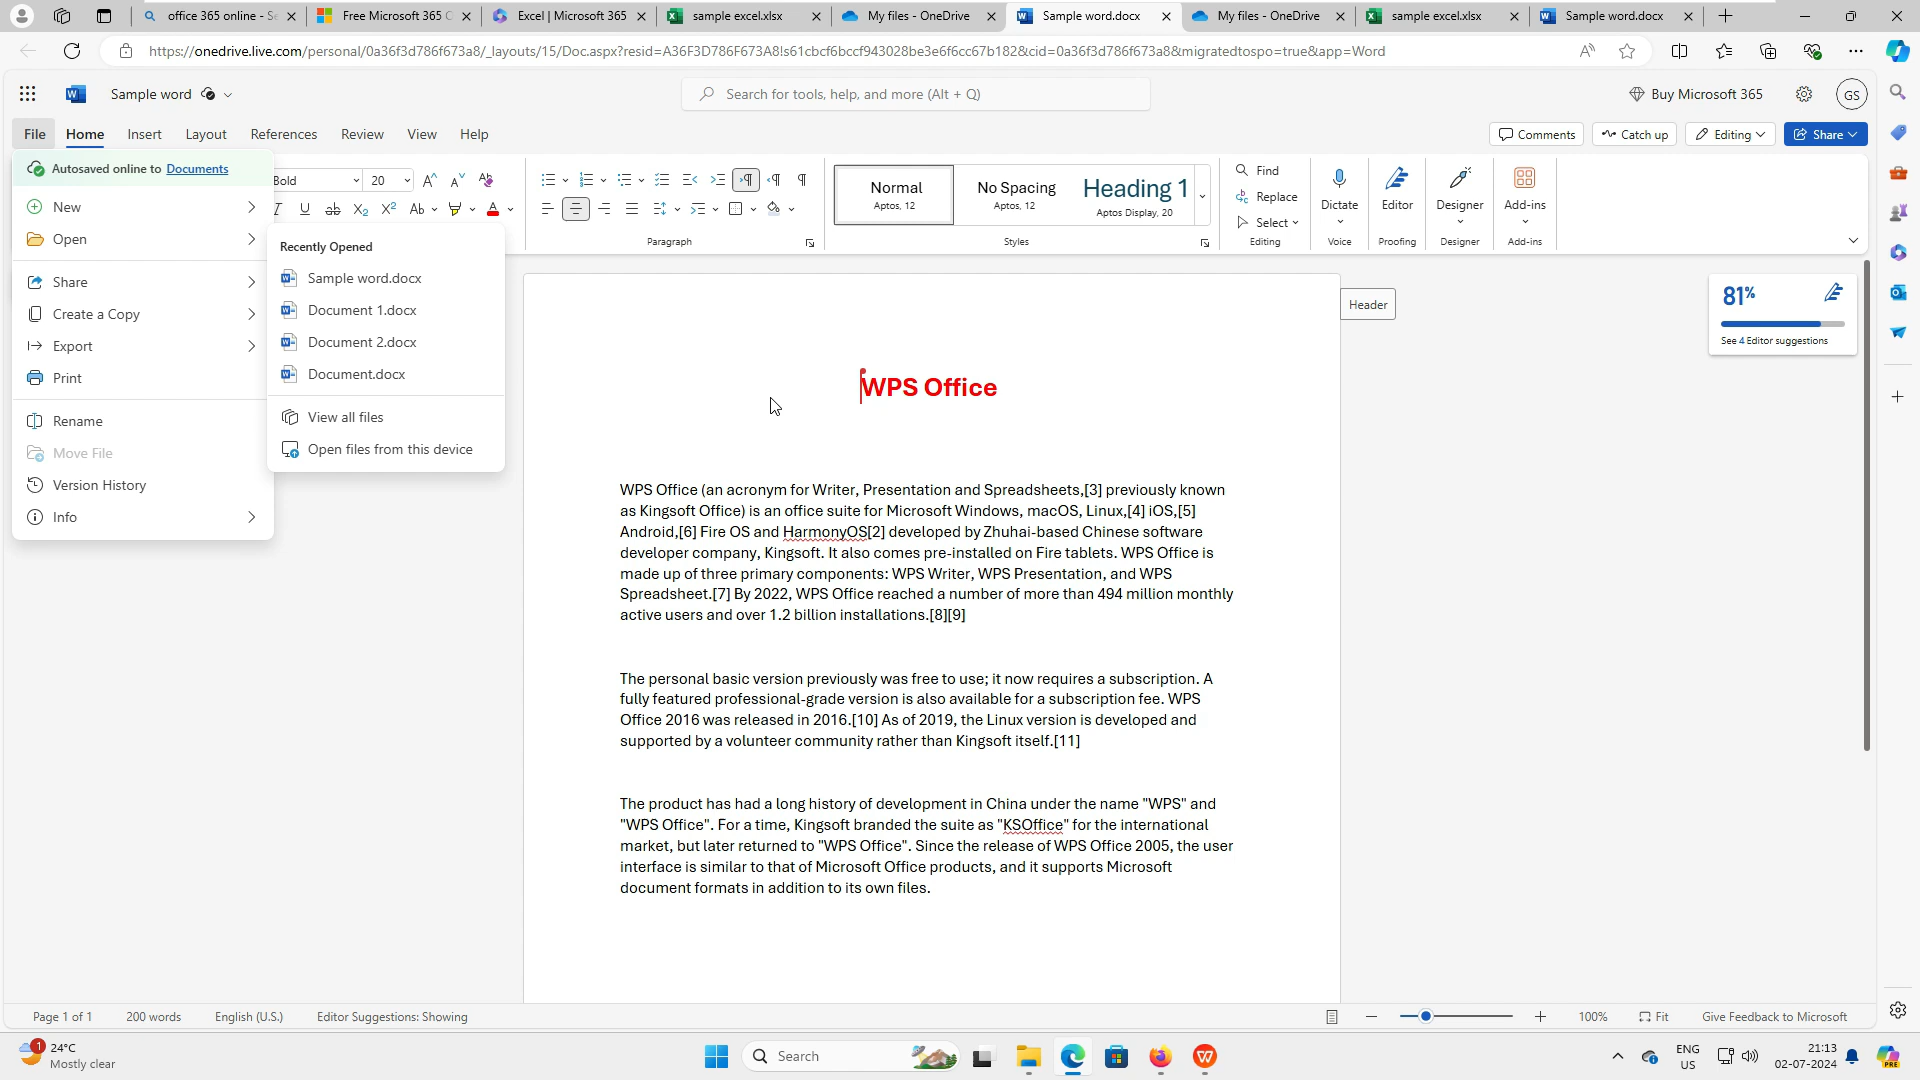 office 365 online - Se
Free Microsoft 365 O
Excel | Microsoft 365
sample excel.xlsx
My files - OneDrive
Sample word.docx
My files - OneDrive
sample excel.xlsx
Sample word.docx
https://onedrive.live.com/personal/0a36f3d786f673a8/_layouts/15/Doc.aspx?resid=A36F3D786F673A8!s61cbcf6bccf943028be3e6f6cc67b182&cid=0a36f3d786f673a8&migratedtospo=true&app=Word
Sample word
Search for tools, help, and more (Alt + Q)
Buy Microsoft 365
GS
File Home Insert Layout References Review View Help
Comments Catch up Editing Share
Autosaved online to Documents
New
Open
Share
Create a Copy
Export
Print
Rename
Move File
Version History
Info
Bold 20
Recently Opened
Sample word.docx
Document 1.docx
Document 2.docx
Document.docx
View all files
Open files from this device
Paragraph
Normal
Aptos, 12
No Spacing
Aptos, 12
Heading 1
Aptos Display, 20
Styles
Find
Replace
Select
Editing
Dictate
Voice
Editor
Proofing
Designer
Designer
Add-ins
Add-ins
Header
81%
See 4 Editor suggestions
WPS Office
WPS Office (an acronym for Writer, Presentation and Spreadsheets,[3] previously known
as Kingsoft Office) is an office suite for Microsoft Windows, macOS, Linux,[4] iOS,[5]
Android,[6] Fire OS and HarmonyOS[2] developed by Zhuhai-based Chinese software
developer company, Kingsoft. It also comes pre-installed on Fire tablets. WPS Office is
made up of three primary components: WPS Writer, WPS Presentation, and WPS
Spreadsheet.[7] By 2022, WPS Office reached a number of more than 494 million monthly
active users and over 1.2 billion installations.[8][9]
The personal basic version previously was free to use; it now requires a subscription. A
fully featured professional-grade version is also available for a subscription fee. WPS
Office 2016 was released in 2016.[10] As of 2019, the Linux version is developed and
supported by a volunteer community rather than Kingsoft itself.[11]
The product has had a long history of development in China under the name "WPS" and
"WPS Office". For a time, Kingsoft branded the suite as "KSOffice" for the international
market, but later returned to "WPS Office". Since the release of WPS Office 2005, the user
interface is similar to that of Microsoft Office products, and it supports Microsoft
document formats in addition to its own files.
Page 1 of 1 200 words English (U.S.) Editor Suggestions: Showing
100% Fit Give Feedback to Microsoft
1
24°C
Mostly clear
Search
ENG
US
21:13
02-07-2024